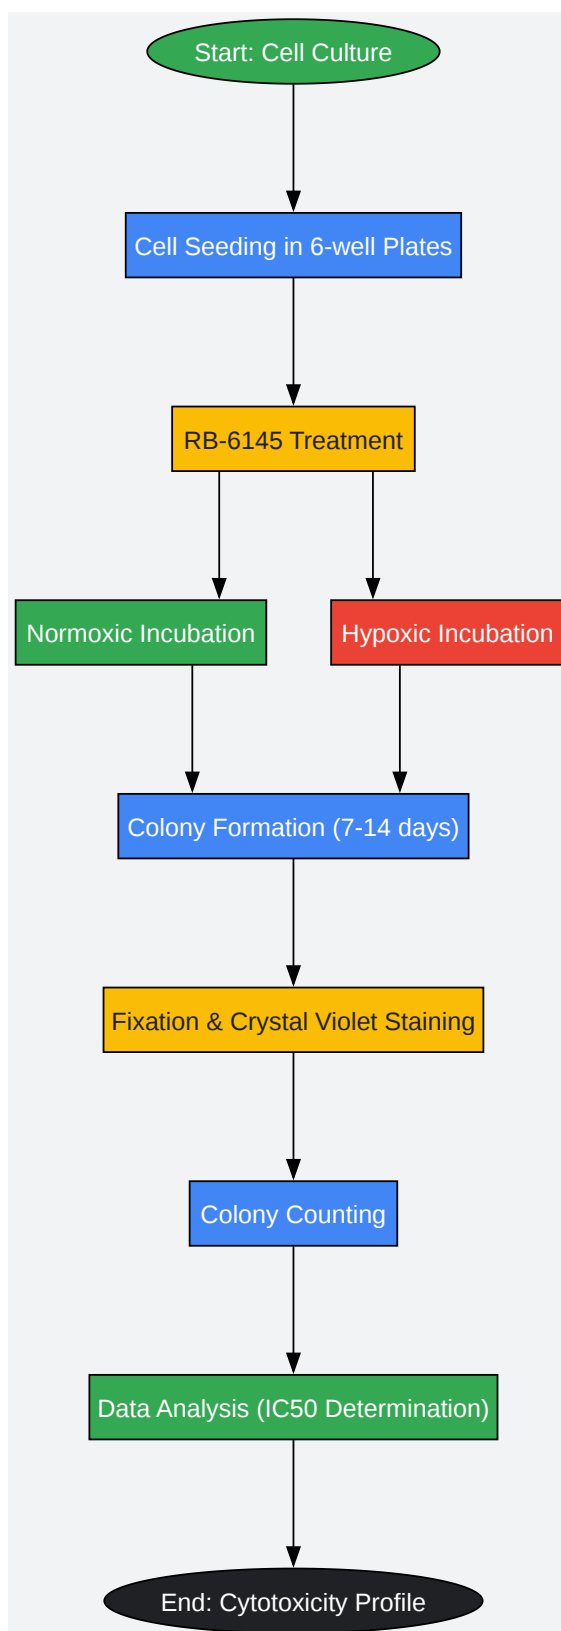 Start: Cell Culture
Cell Seeding in 6-well Plates
RB-6145 Treatment
Normoxic Incubation
Hypoxic Incubation
Colony Formation (7-14 days)
Fixation & Crystal Violet Staining
Colony Counting
Data Analysis (IC50 Determination)
End: Cytotoxicity Profile